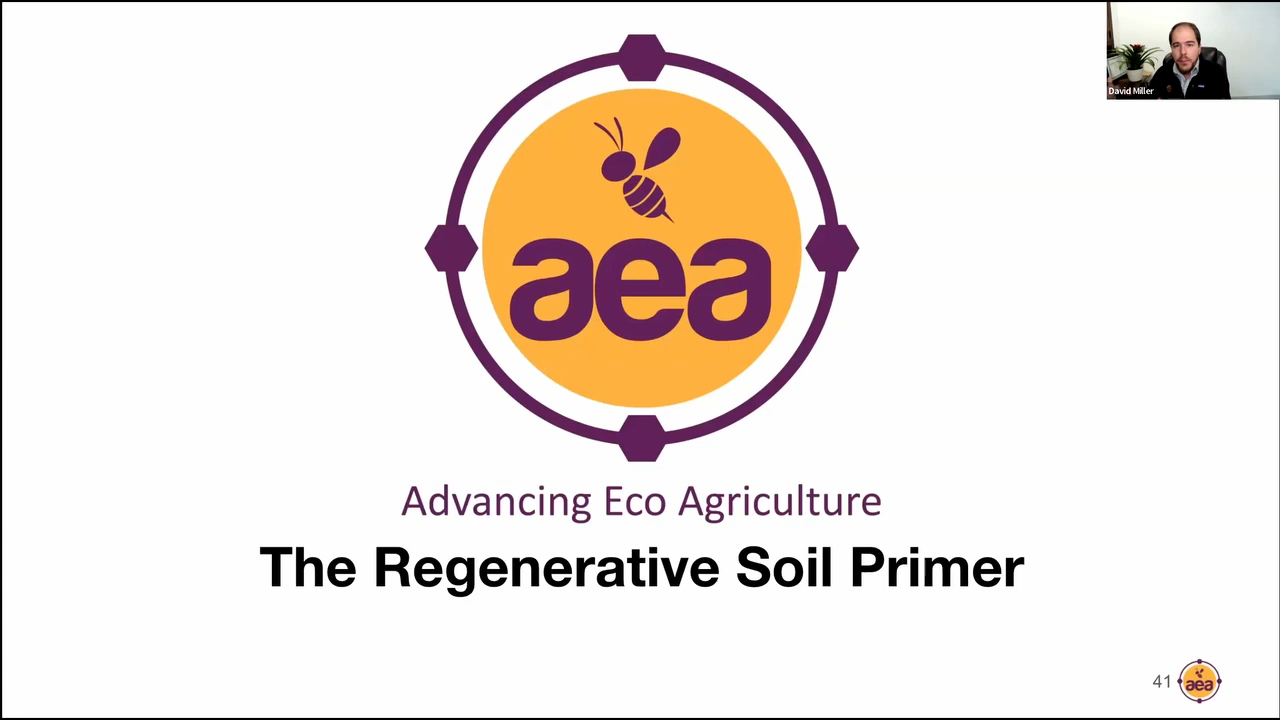 David Miller
aea
Advancing Eco Agriculture
The Regenerative Soil Primer
41
aea